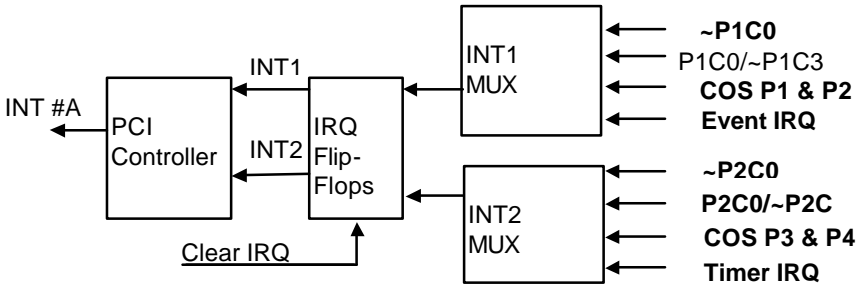 ~P1C0
P1C0/~P1C3
COS P1 & P2
Event IRQ
INT1
MUX
INT1
INT #A
PCI
Controller
IRQ
Flip-
Flops
INT2
Clear IRQ
INT2
MUX
~P2C0
P2C0/~P2C
COS P3 & P4
Timer IRQ